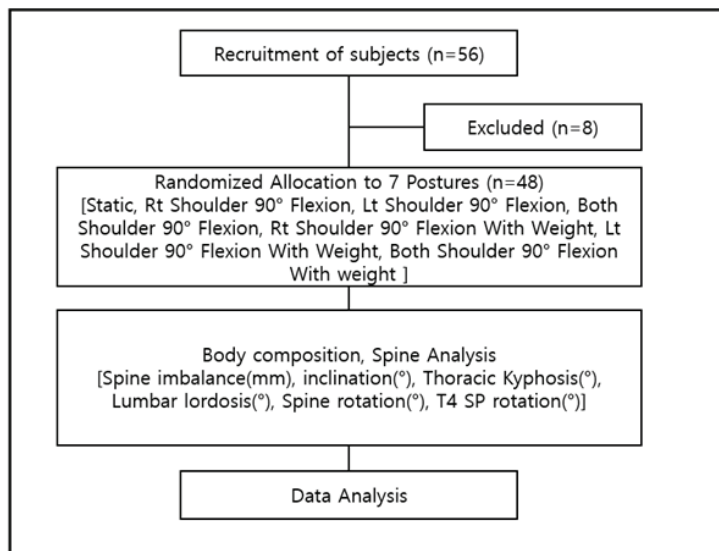 Recruitment of subjects (n=56)
Excluded (n=8)
Randomized Allocation to 7 Postures (n=48)
[Static, Rt Shoulder 90° Flexion, Lt Shoulder 90° Flexion, Both
Shoulder 90° Flexion, Rt Shoulder 90° Flexion With Weight, Lt
Shoulder 90° Flexion With Weight, Both Shoulder 90° Flexion
With weight ]
Body composition, Spine Analysis
[Spine imbalance(mm), inclination(°), Thoracic Kyphosis(°),
Lumbar lordosis(°), Spine rotation(°), T4 SP rotation(°)]
Data Analysis